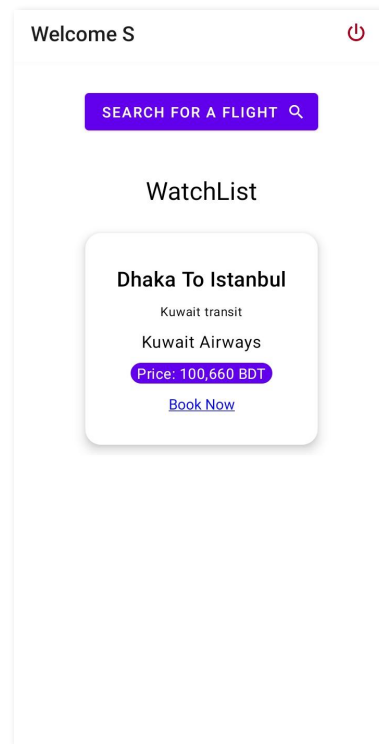 Welcome S
SEARCH FOR A FLIGHT
WatchList
Dhaka To Istanbul
Kuwait transit
Kuwait Airways
Price: 100,660 BDT
Book Now